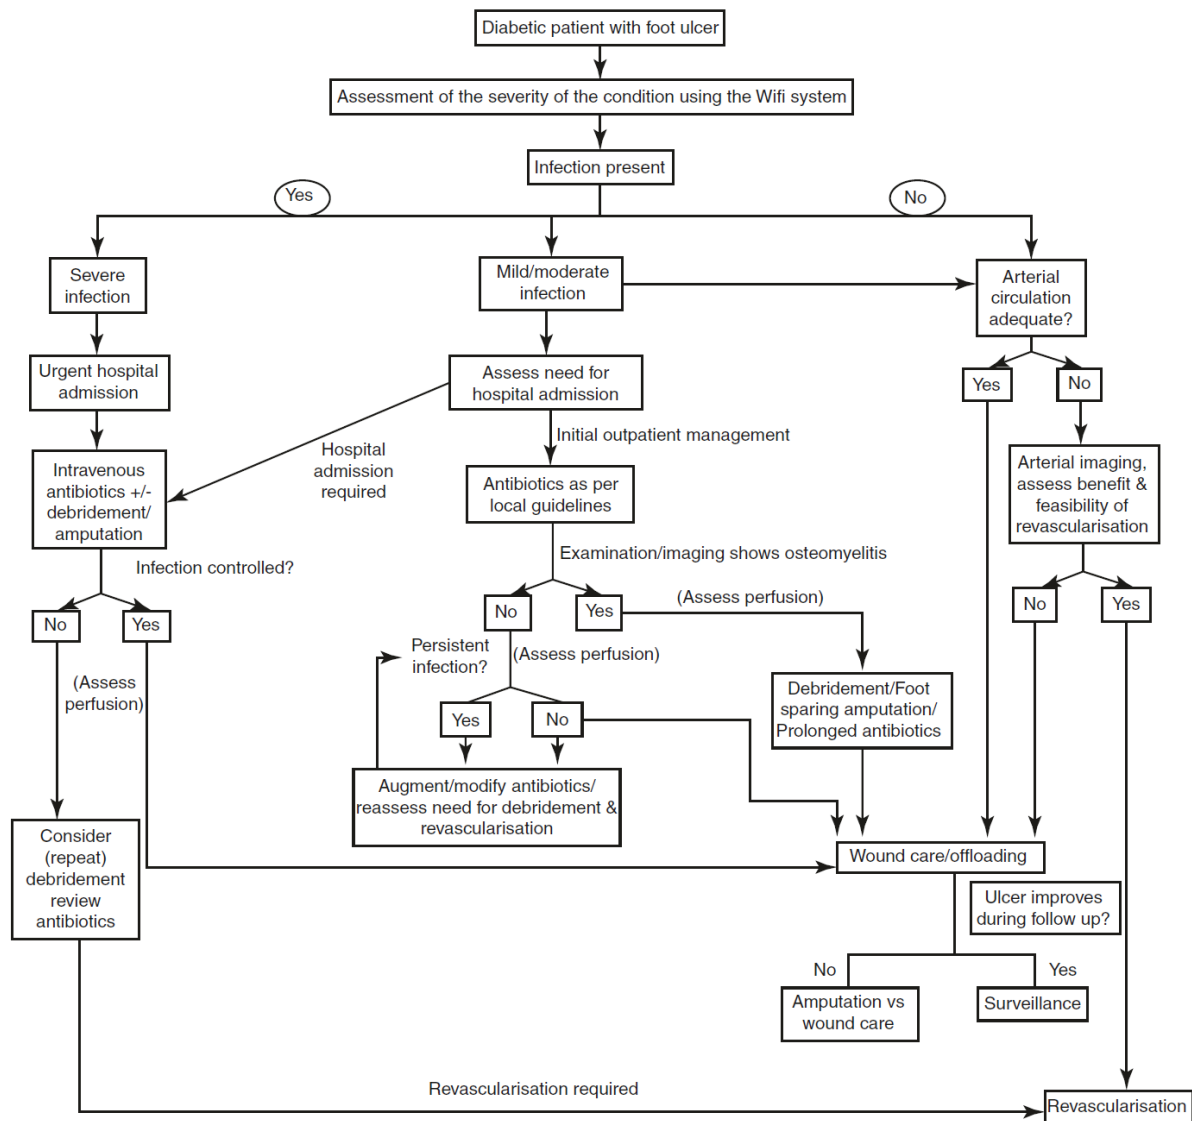 Diabetic patient with foot ulcer
Assessment of the severity of the condition using the Wifi system
Infection present
Yes
No
Severe
infection
Mild/moderate
infection
Arterial
circulation
adequate?
Urgent hospital
admission
Assess need for
hospital admission
Yes
No
Hospital
admission
required
Initial outpatient management
Intravenous
antibiotics +/-
debridement/
amputation
Antibiotics as per
local guidelines
Arterial imaging,
assess benefit &
feasibility of
revascularisation
Infection controlled?
Examination/imaging shows osteomyelitis
No
Yes
No
Yes
(Assess perfusion)
No
Yes
(Assess
perfusion)
Persistent
infection?
(Assess perfusion)
Yes
No
Debridement/Foot
sparing amputation/
Prolonged antibiotics
Augment/modify antibiotics/
reassess need for debridement &
revascularisation
Consider
(repeat)
debridement
review
antibiotics
Wound care/offloading
Ulcer improves
during follow up?
No
Yes
Amputation vs
wound care
Surveillance
Revascularisation required
Revascularisation